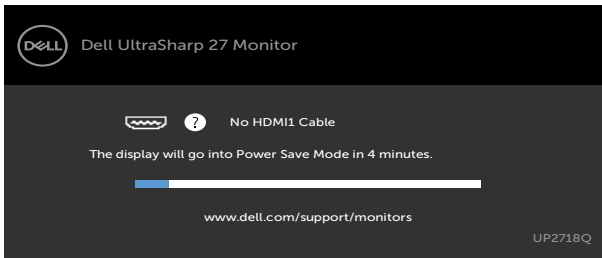 DELL
Dell UltraSharp 27 Monitor
? No HDMI1 Cable
The display will go into Power Save Mode in 4 minutes.
www.dell.com/support/monitors
UP2718Q